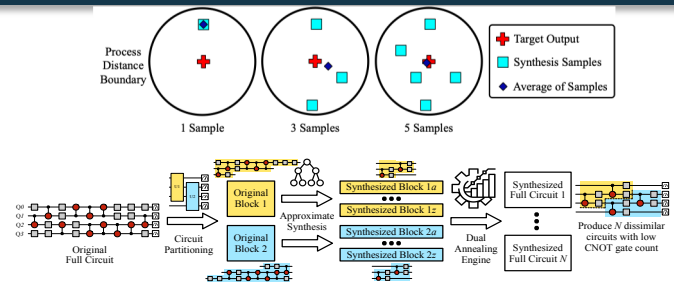 Process
Distance
Boundary
Target Output
Synthesis Samples
Average of Samples
1 Sample
3 Samples
5 Samples
Q0
Q1
Q2
Q3
Original
Full Circuit
Circuit
Partitioning
Original
Block 1
Original
Block 2
Approximate
Synthesis
Synthesized Block 1a
Synthesized Block 1z
Synthesized Block 2a
Synthesized Block 2z
Dual
Annealing
Engine
Synthesized
Full Circuit 1
Synthesized
Full Circuit N
Produce N dissimilar
circuits with low
CNOT gate count